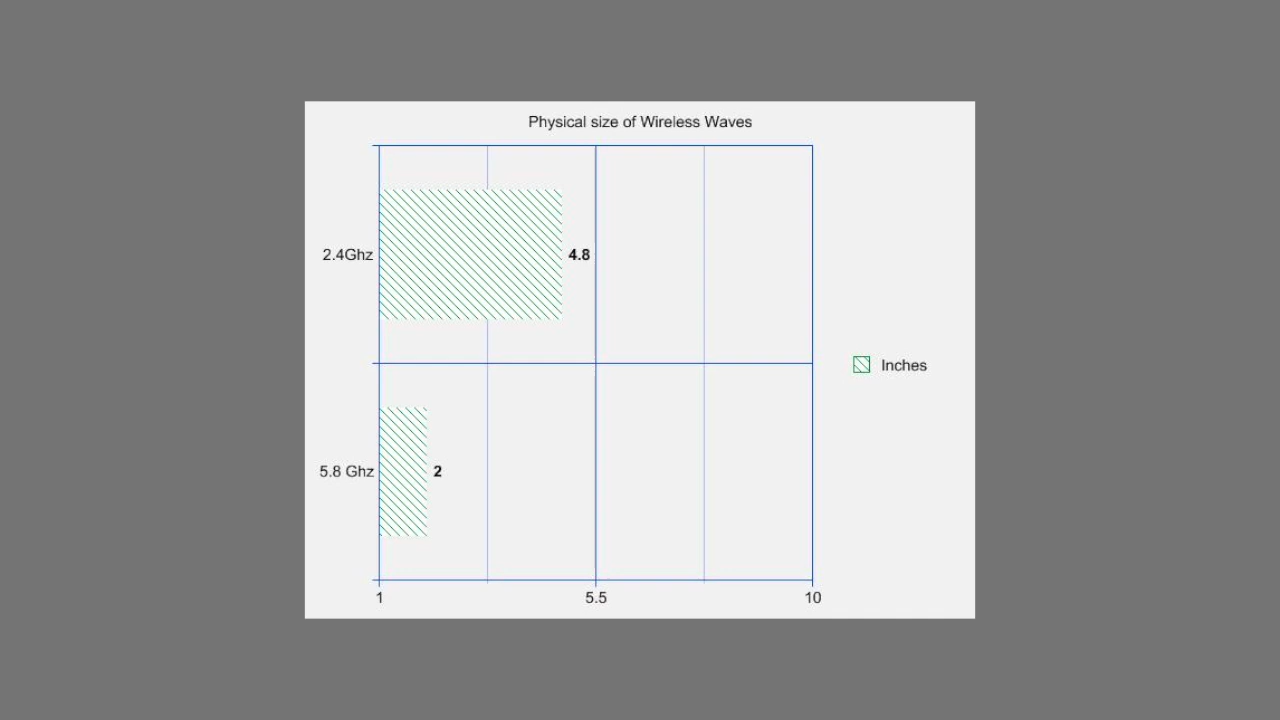 Physical size of Wireless Waves
2.4Ghz
4.8
Inches
5.8 Ghz
2
1
5.5
10